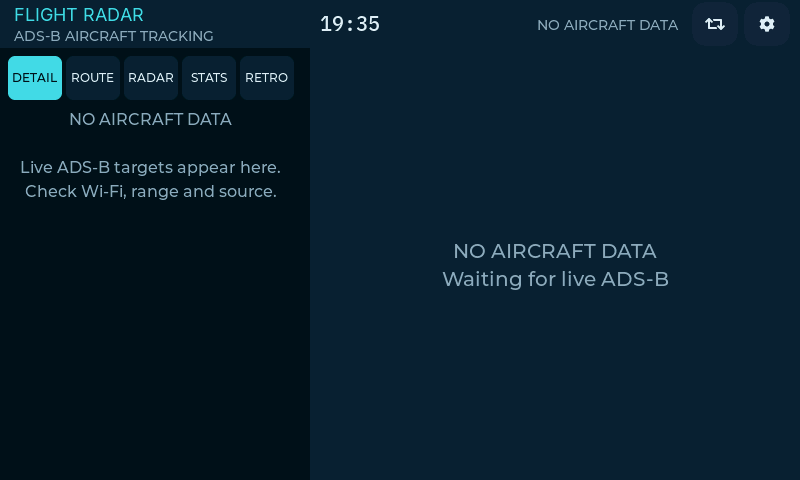 FLIGHT RADAR
ADS-B AIRCRAFT TRACKING
19:35
NO AIRCRAFT DATA
DETAIL
ROUTE
RADAR
STATS
RETRO
NO AIRCRAFT DATA
Live ADS-B targets appear here.
Check Wi-Fi, range and source.
NO AIRCRAFT DATA
Waiting for live ADS-B